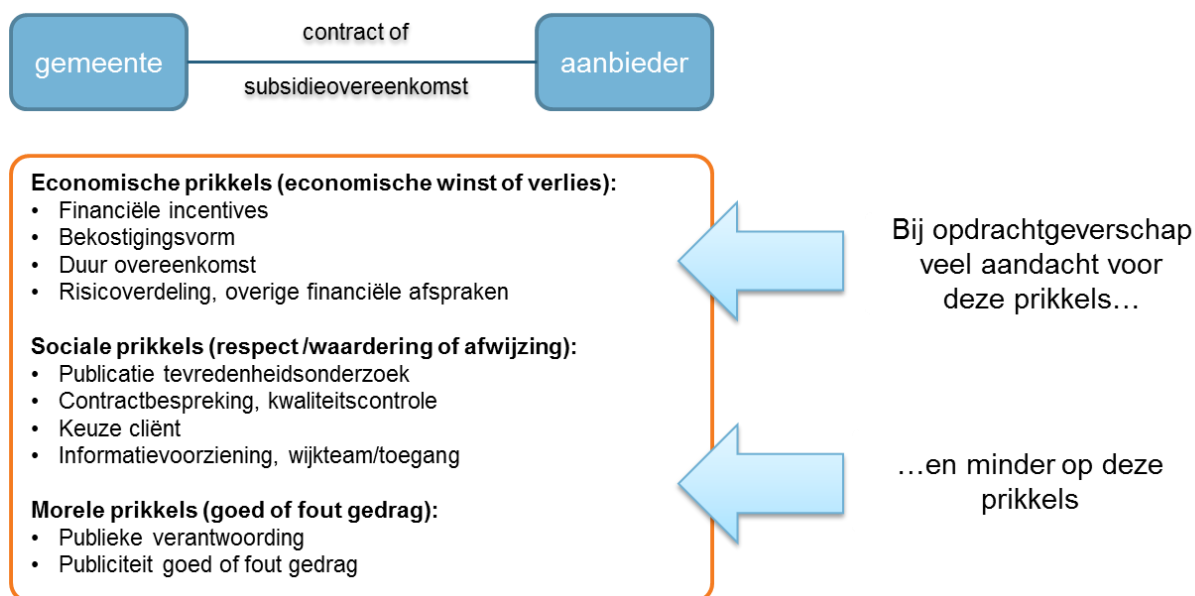 gemeente
contract of
subsidieovereenkomst
aanbieder
Economische prikkels (economische winst of verlies):
• Financiële incentives
• Bekostigingsvorm
• Duur overeenkomst
• Risicoverdeling, overige financiële afspraken
Sociale prikkels (respect /waardering of afwijzing):
• Publicatie tevredenheidsonderzoek
• Contractbespreking, kwaliteitscontrole
• Keuze cliënt
• Informatievoorziening, wijkteam/toegang
Morele prikkels (goed of fout gedrag):
• Publieke verantwoording
• Publiciteit goed of fout gedrag
Bij opdrachtgeverschap
veel aandacht voor
deze prikkels…
…en minder op deze
prikkels